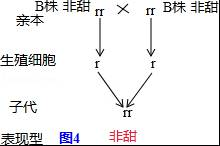 B株 非甜 rr × rr B株 非甜
亲本
生殖细胞 r r
子代 rr
表现型 图4 非甜